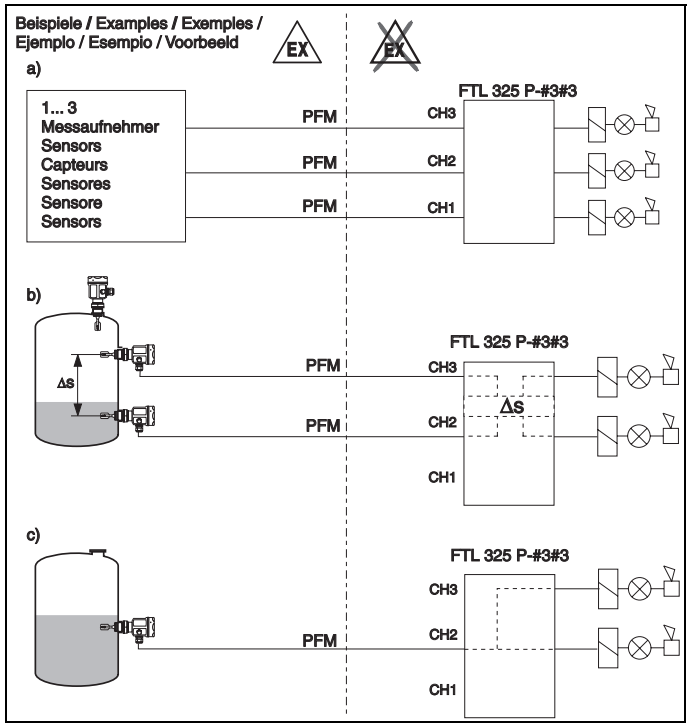 Beispiele / Examples / Exemples /
Ejemplo / Esempio / Voorbeeld
EX
EX
a)
1... 3
Messaufnehmer
Sensors
Capteurs
Sensores
Sensore
Sensors
PFM
PFM
PFM
FTL 325 P-#3#3
CH3
CH2
CH1
b)
Δs
PFM
PFM
FTL 325 P-#3#3
CH3
CH2
CH1
Δs
c)
PFM
FTL 325 P-#3#3
CH3
CH2
CH1